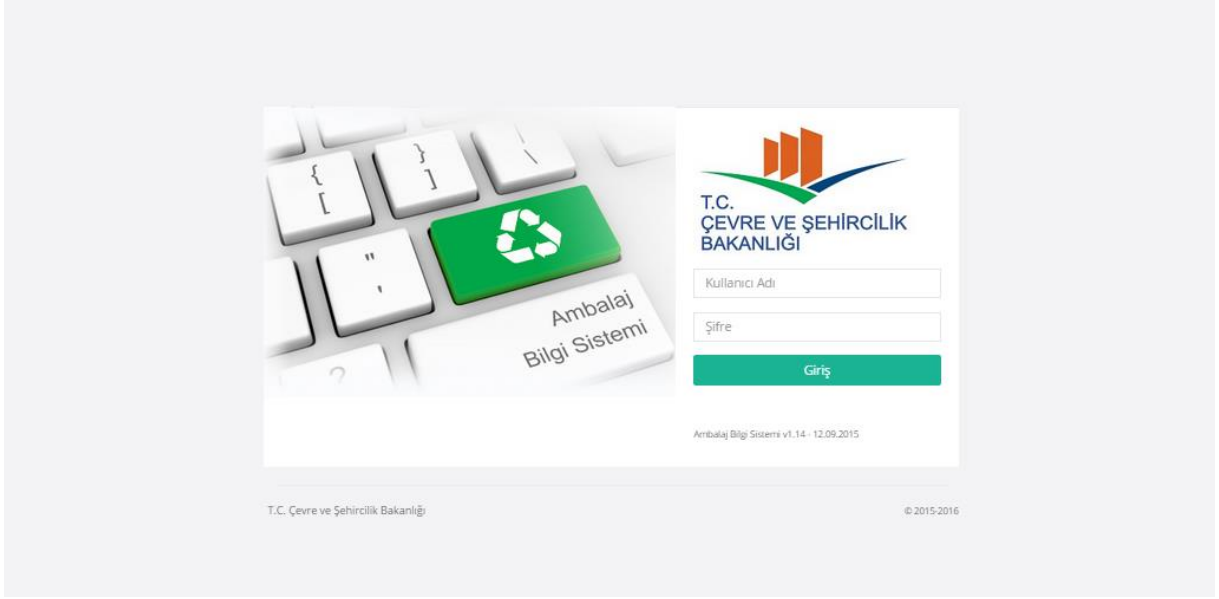 {
[
}
]
|
\
"
'
?
Ambalaj
Bilgi Sistemi
T.C.
ÇEVRE VE ŞEHİRCİLİK
BAKANLIĞI
Kullanıcı Adı
Şifre
Giriş
Ambalaj Bilgi Sistemi v1.14 - 12.09.2015
T.C. Çevre ve Şehircilik Bakanlığı
© 2015-2016